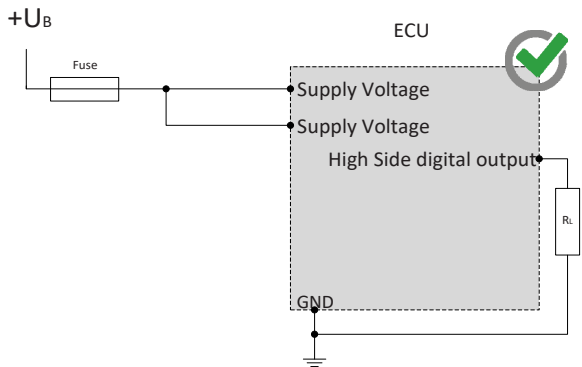 +UB
ECU
Fuse
Supply Voltage
Supply Voltage
High Side digital output
RL
GND